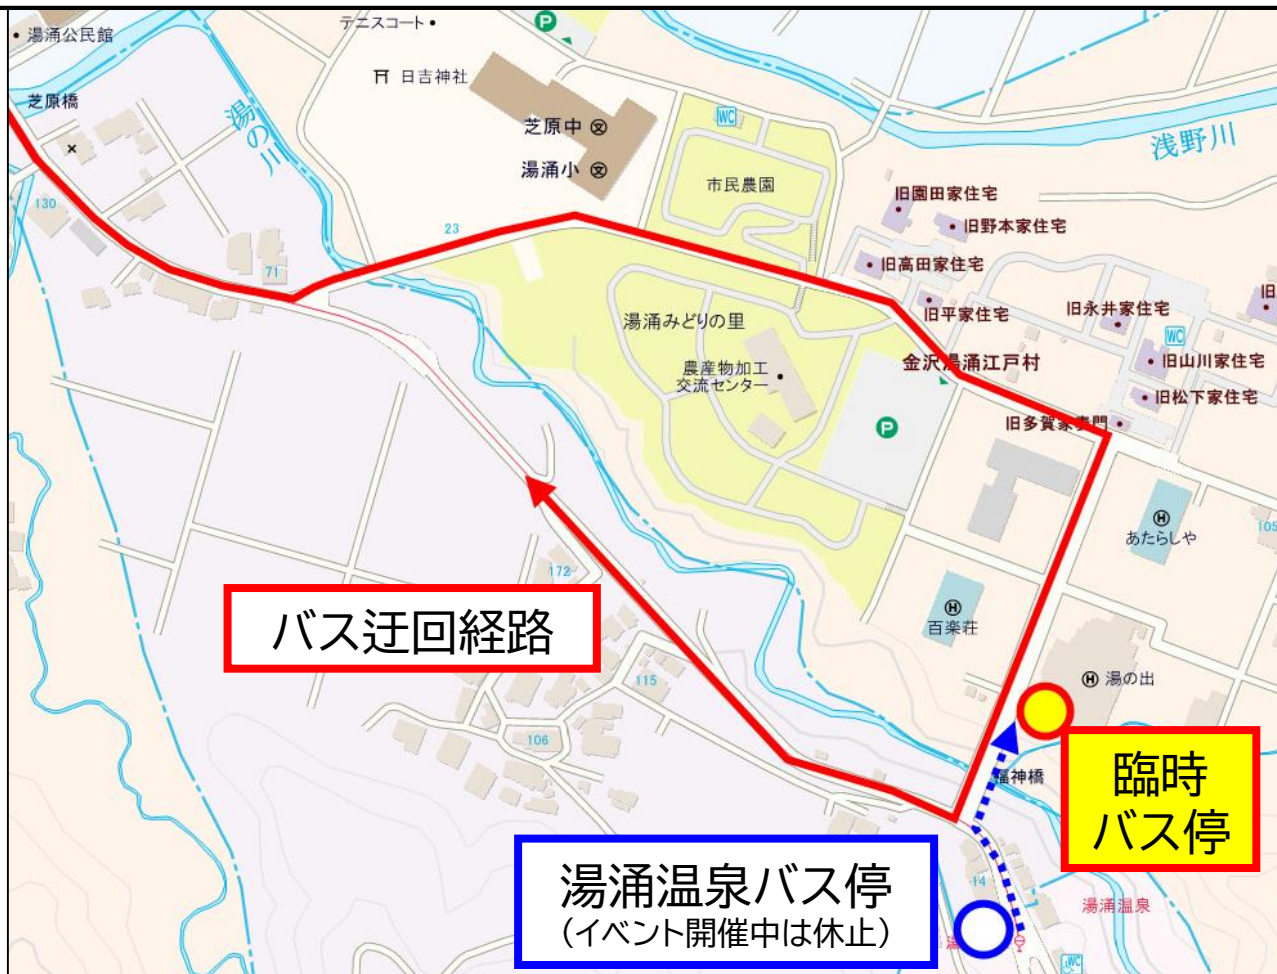 湯涌公民館
テニスコート
P
日吉神社
芝原橋
湯の川
芝原中
湯涌小
WC
市民農園
浅野川
130
71
23
旧園田家住宅
旧野本家住宅
旧高田家住宅
旧平家住宅
旧永井家住宅
旧
WC
旧山川家住宅
旧松下家住宅
湯涌みどりの里
農産物加工
交流センター
金沢湯涌江戸村
P
旧多賀家表門
H
あたらしや
105
172
H
百楽荘
バス迂回経路
115
106
H 湯の出
福神橋
臨時
バス停
湯涌温泉バス停
（イベント開催中は休止）
14
湯涌温泉
湯
WC